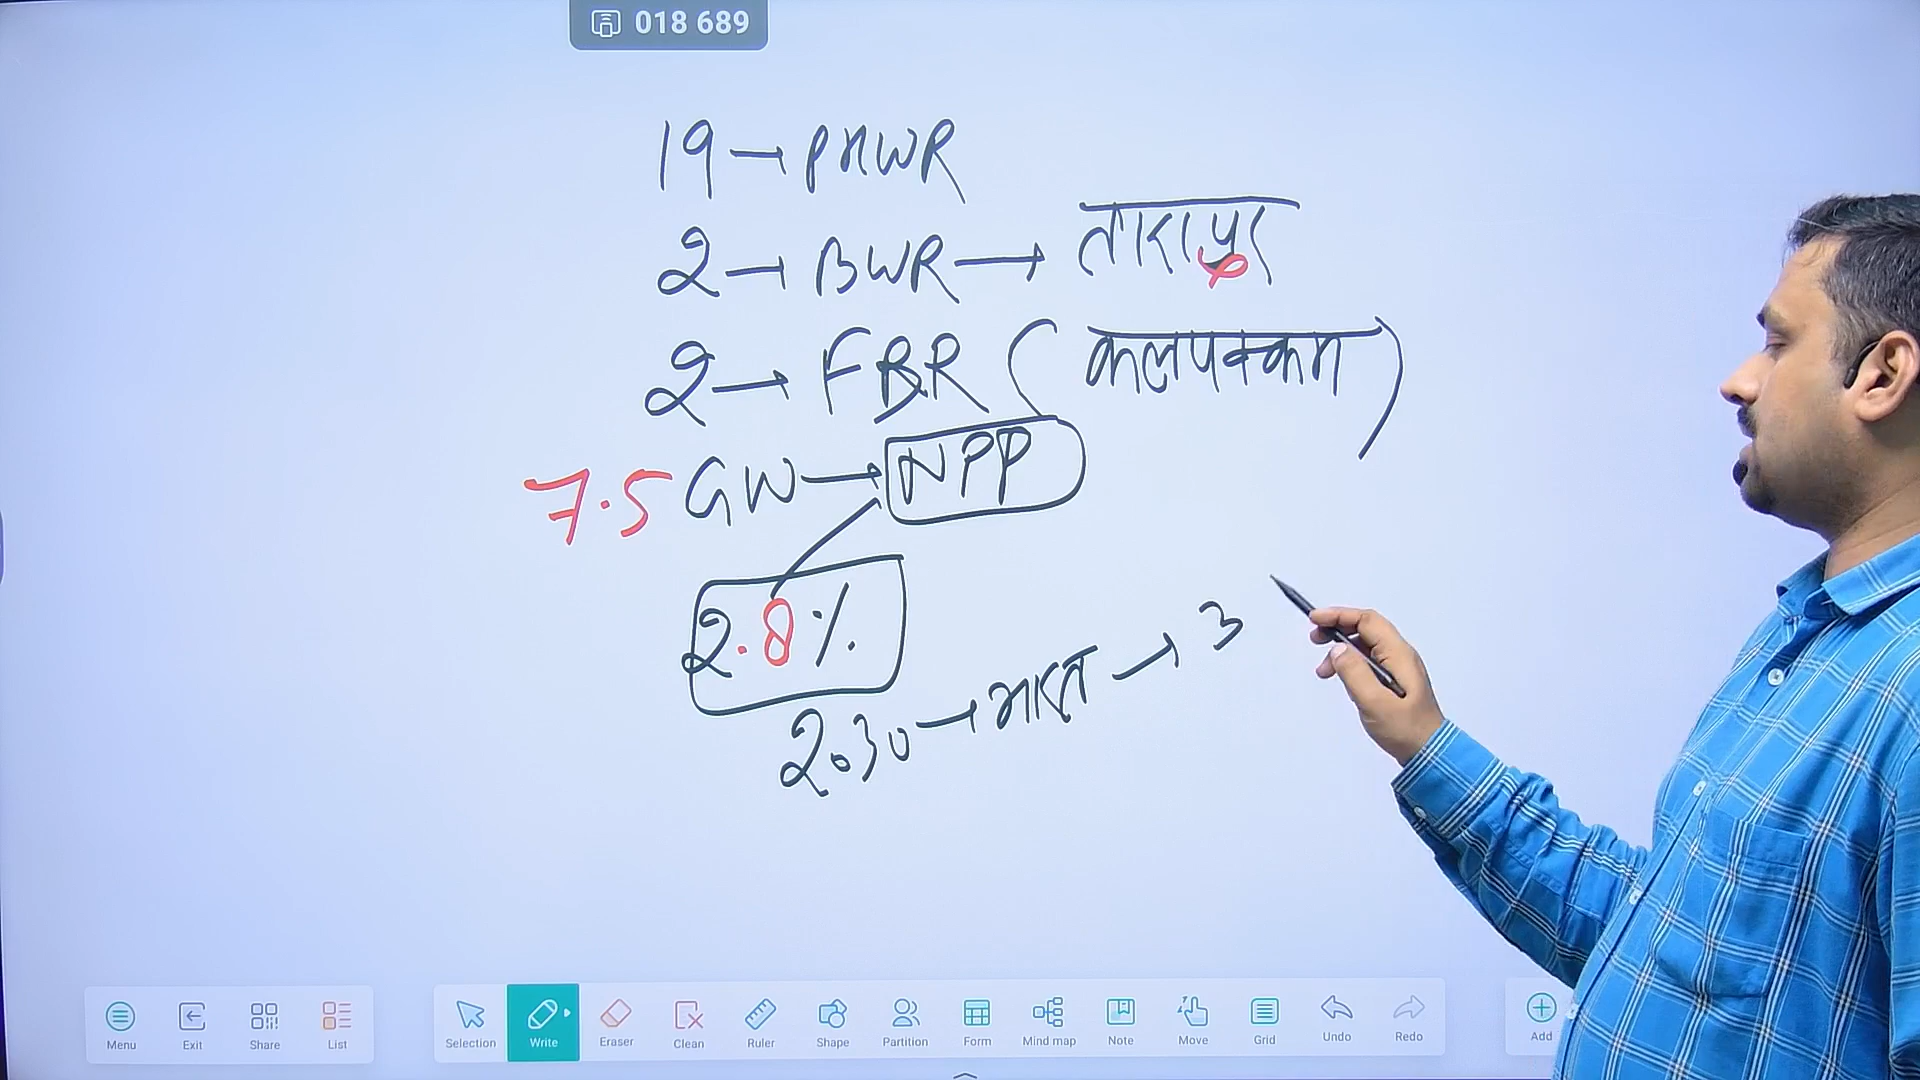 018 689
19 → PHWR
2 → BWR → तारापुर
2 → FBR (कलपक्कम)
7.5 GW → NPP
2.8%
2030 → भारत → 3
Menu Exit Share List Selection Write Eraser Clean Ruler Shape Partition Form Mind map Note Move Grid Undo Redo Add